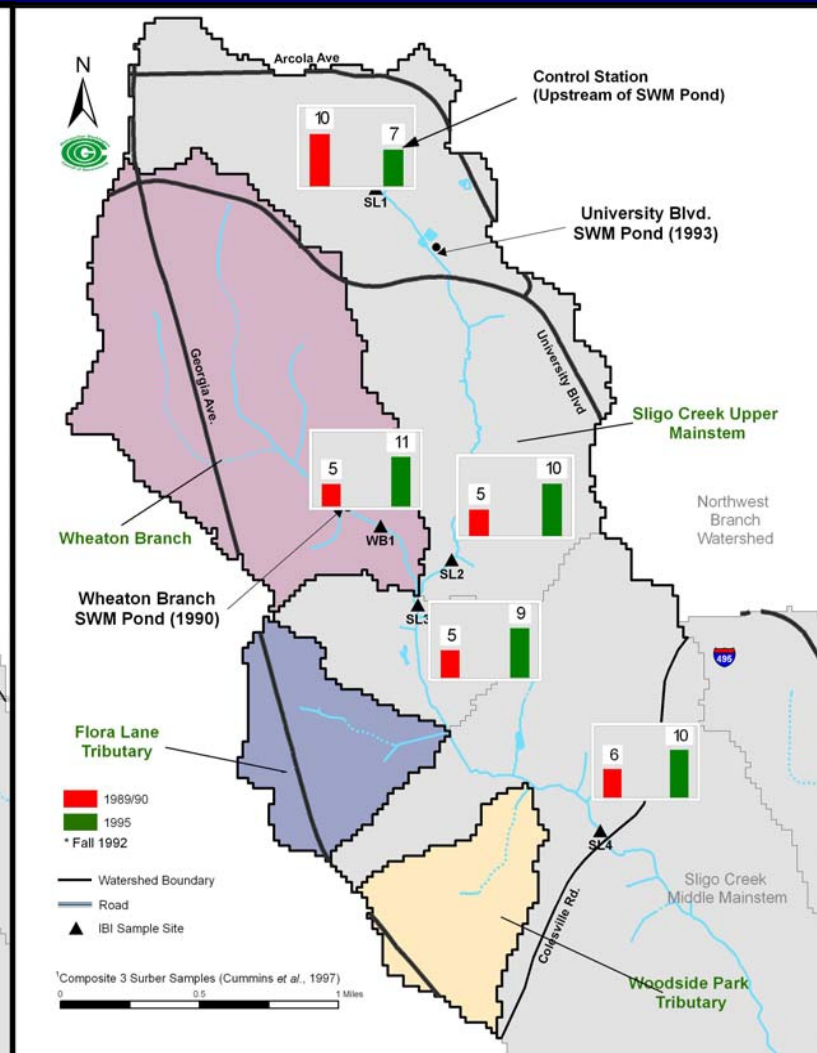 Arcola Ave
N
Control Station
(Upstream of SWM Pond)
10
7
SL1
University Blvd.
SWM Pond (1993)
Georgia Ave.
University Blvd
Sligo Creek Upper
Mainstem
5
11
5
10
Northwest
Branch
Watershed
Wheaton Branch
WB1
SL2
Wheaton Branch
SWM Pond (1990)
SL3
5
9
495
Flora Lane
Tributary
6
10
1989/90
1995
* Fall 1992
SL4
Watershed Boundary
Road
IBI Sample Site
Sligo Creek
Middle Mainstem
Colesville Rd.
1Composite 3 Surber Samples (Cummins et al., 1997)
0 0.5 1 Miles
Woodside Park
Tributary